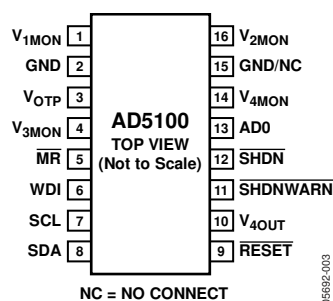 V1MON 1
GND 2
VOTP 3
V3MON 4
MR 5
WDI 6
SCL 7
SDA 8
AD5100
TOP VIEW
(Not to Scale)
16 V2MON
15 GND/NC
14 V4MON
13 AD0
12 SHDN
11 SHDNWARN
10 V4OUT
9 RESET
NC = NO CONNECT
05692-003